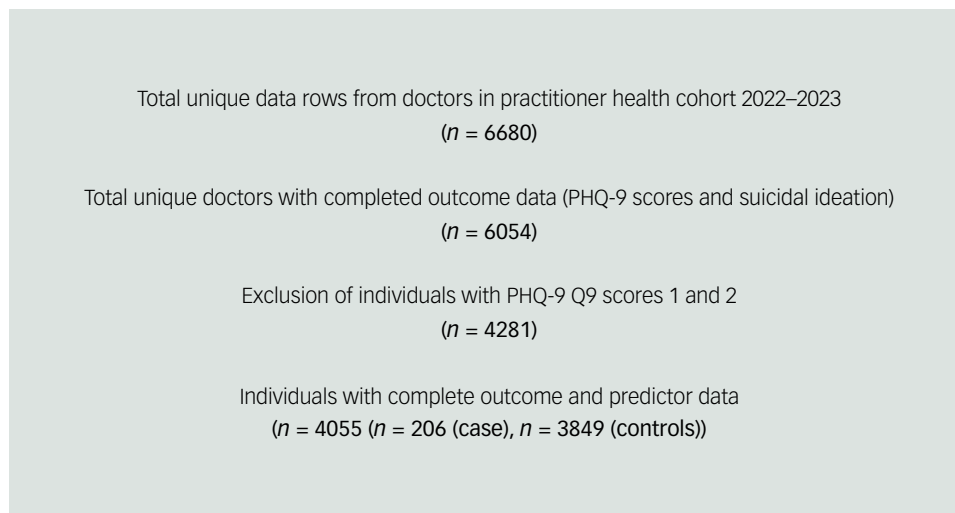 Total unique data rows from doctors in practitioner health cohort 2022–2023
(n = 6680)
Total unique doctors with completed outcome data (PHQ-9 scores and suicidal ideation)
(n = 6054)
Exclusion of individuals with PHQ-9 Q9 scores 1 and 2
(n = 4281)
Individuals with complete outcome and predictor data
(n = 4055 (n = 206 (case), n = 3849 (controls))